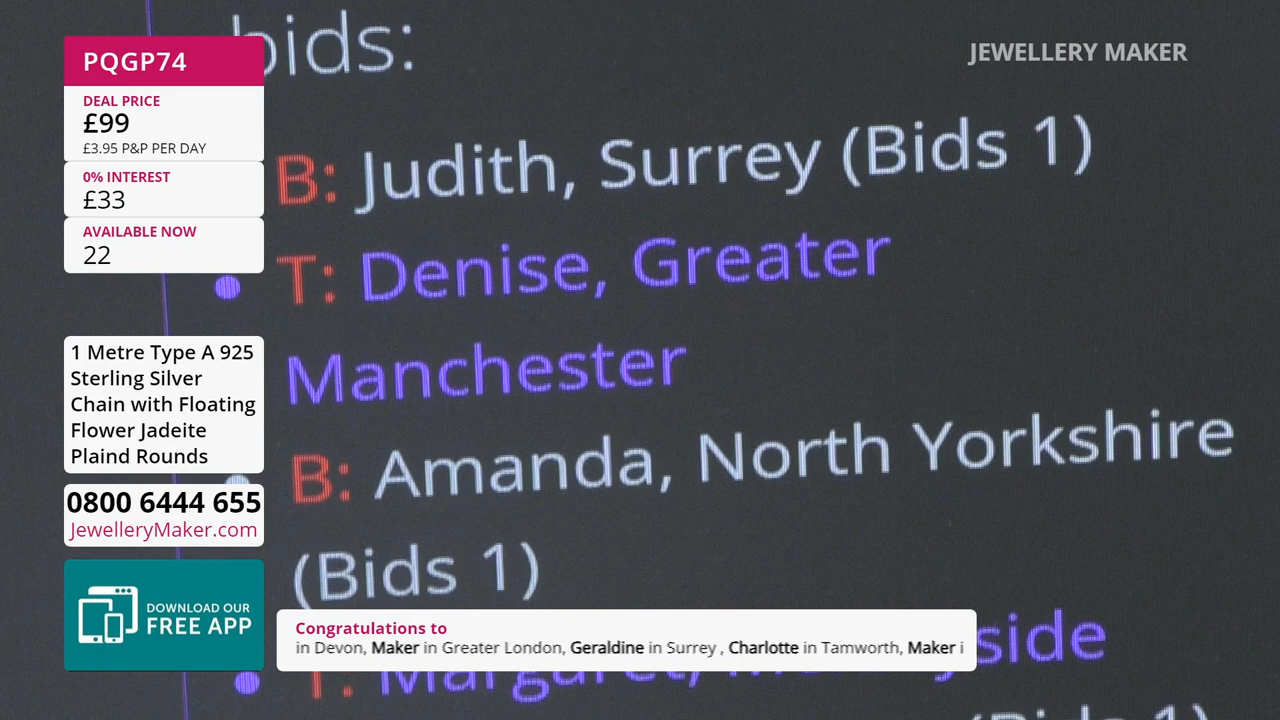 bids:
PQGP74
JEWELLERY MAKER
DEAL PRICE
£99
£3.95 P&P PER DAY
0% INTEREST
£33
AVAILABLE NOW
22
B: Judith, Surrey (Bids 1)
T: Denise, Greater
Manchester
B: Amanda, North Yorkshire
(Bids 1)
1 Metre Type A 925
Sterling Silver
Chain with Floating
Flower Jadeite
Plaind Rounds
0800 6444 655
JewelleryMaker.com
DOWNLOAD OUR
FREE APP
Congratulations to
in Devon, Maker in Greater London, Geraldine in Surrey , Charlotte in Tamworth, Maker i
T: Margaret, side
(Bids 1)